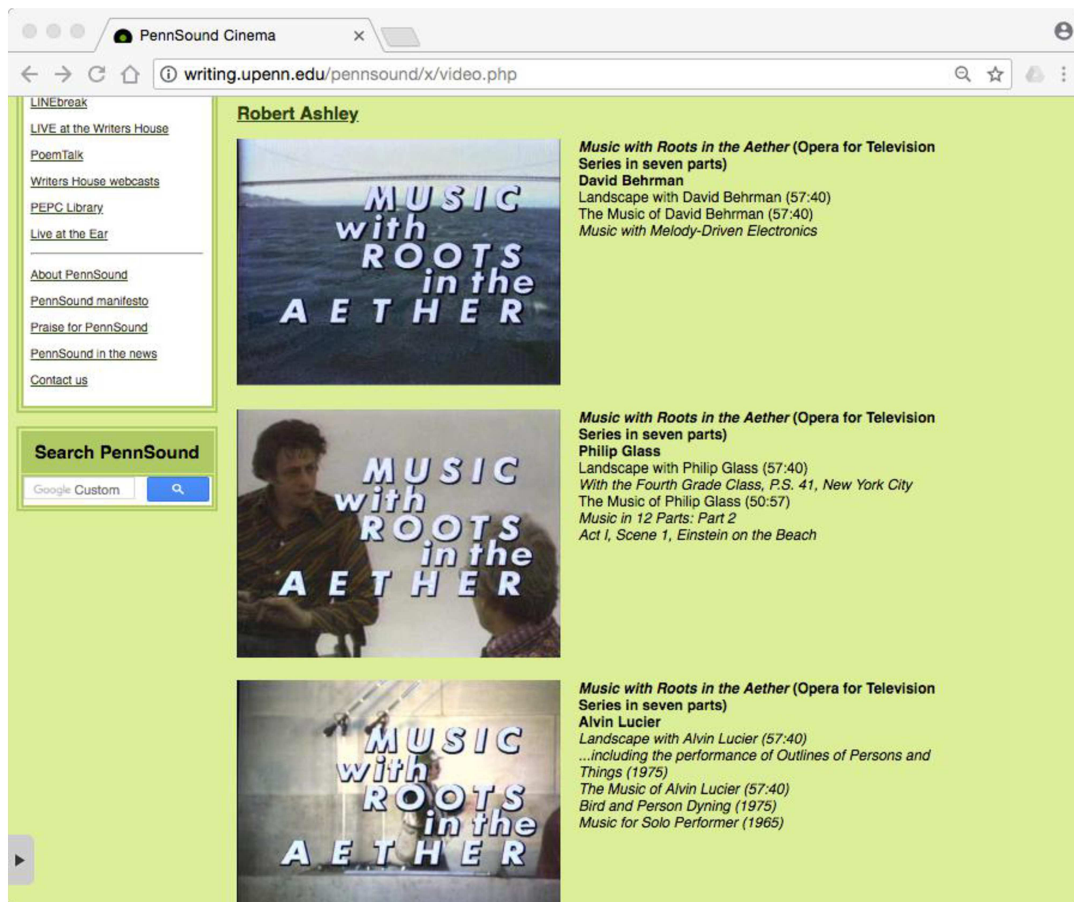 PennSound Cinema
writing.upenn.edu/pennsound/x/video.php
LINEbreak
LIVE at the Writers House
PoemTalk
Writers House webcasts
PEPC Library
Live at the Ear
About PennSound
PennSound manifesto
Praise for PennSound
PennSound in the news
Contact us
Search PennSound
Google Custom
Robert Ashley
MUSIC
with
ROOTS
in the
AETHER
Music with Roots in the Aether (Opera for Television
Series in seven parts)
David Behrman
Landscape with David Behrman (57:40)
The Music of David Behrman (57:40)
Music with Melody-Driven Electronics
MUSIC
with
ROOTS
in the
AETHER
Music with Roots in the Aether (Opera for Television
Series in seven parts)
Philip Glass
Landscape with Philip Glass (57:40)
With the Fourth Grade Class, P.S. 41, New York City
The Music of Philip Glass (50:57)
Music in 12 Parts: Part 2
Act I, Scene 1, Einstein on the Beach
MUSIC
with
ROOTS
in the
AETHER
Music with Roots in the Aether (Opera for Television
Series in seven parts)
Alvin Lucier
Landscape with Alvin Lucier (57:40)
...including the performance of Outlines of Persons and
Things (1975)
The Music of Alvin Lucier (57:40)
Bird and Person Dyning (1975)
Music for Solo Performer (1965)